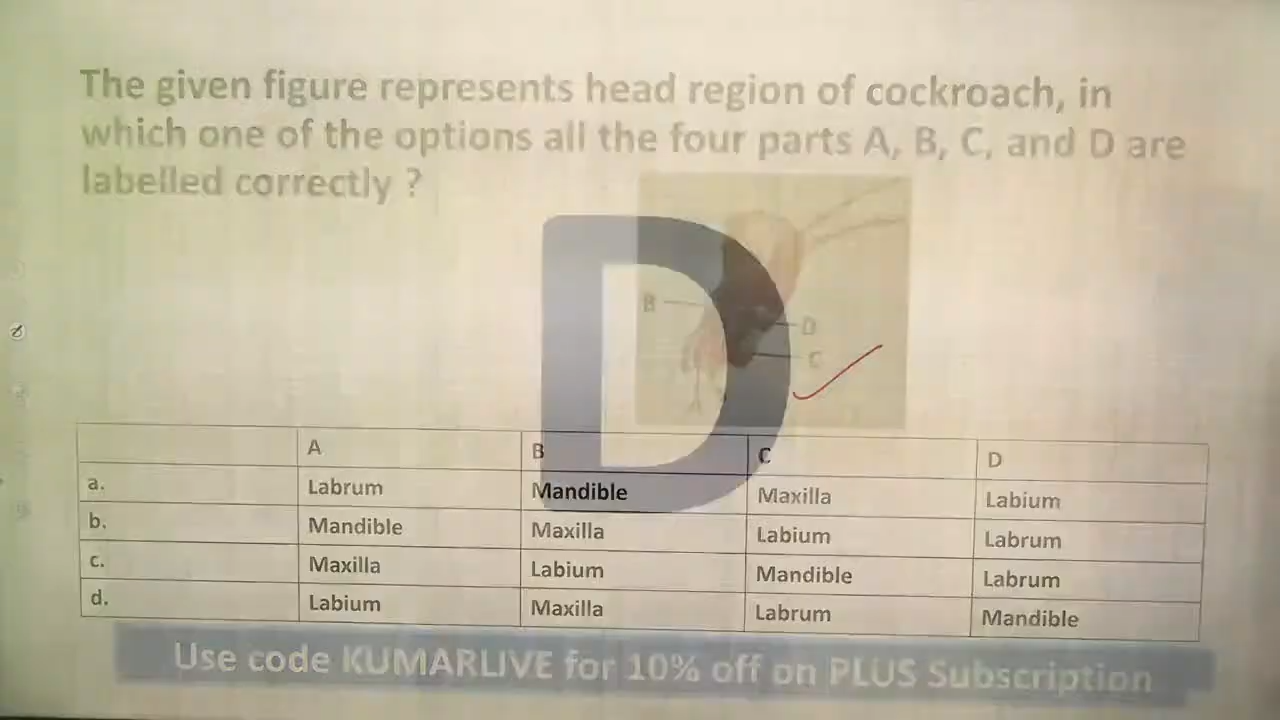 The given figure represents head region of cockroach, in
which one of the options all the four parts A, B, C, and D are
labelled correctly ?
B
D
C
A
D
A B C D
a. Labrum Mandible Maxilla Labium
b. Mandible Maxilla Labium Labrum
c. Maxilla Labium Mandible Labrum
d. Labium Maxilla Labrum Mandible
Use code KUMARLIVE for 10% off on PLUS Subscription